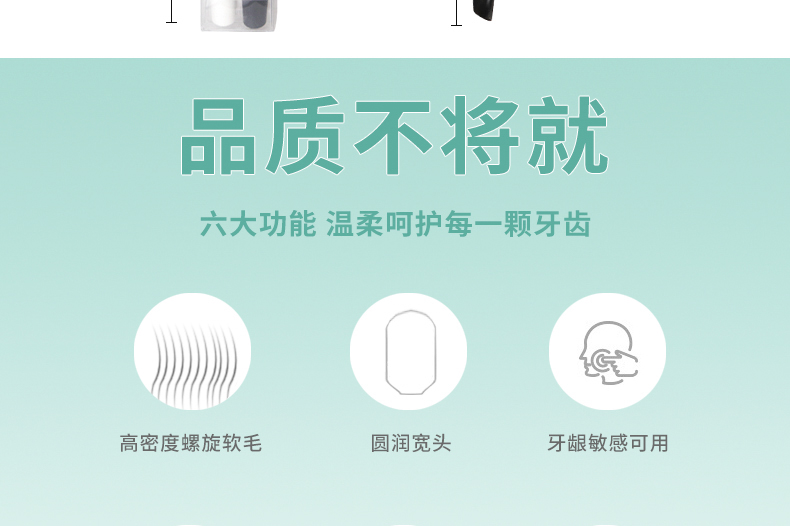 品质不将就
六大功能 温柔呵护每一颗牙齿
高密度螺旋软毛
圆润宽头
牙龈敏感可用